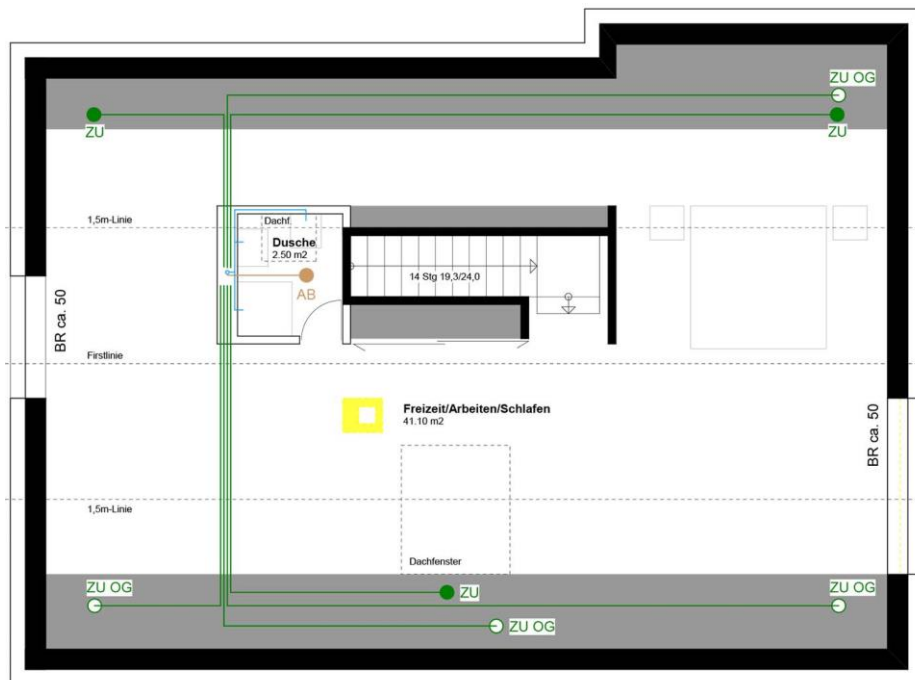 ZU OG
ZU
ZU
1,5m-Linie
Dachf.
Dusche
2.50 m2
AB
14 Stg 19,3/24,0
BR ca. 50
Firstlinie
Freizeit/Arbeiten/Schlafen
41.10 m2
BR ca. 50
1,5m-Linie
Dachfenster
ZU OG
ZU
ZU OG
ZU OG